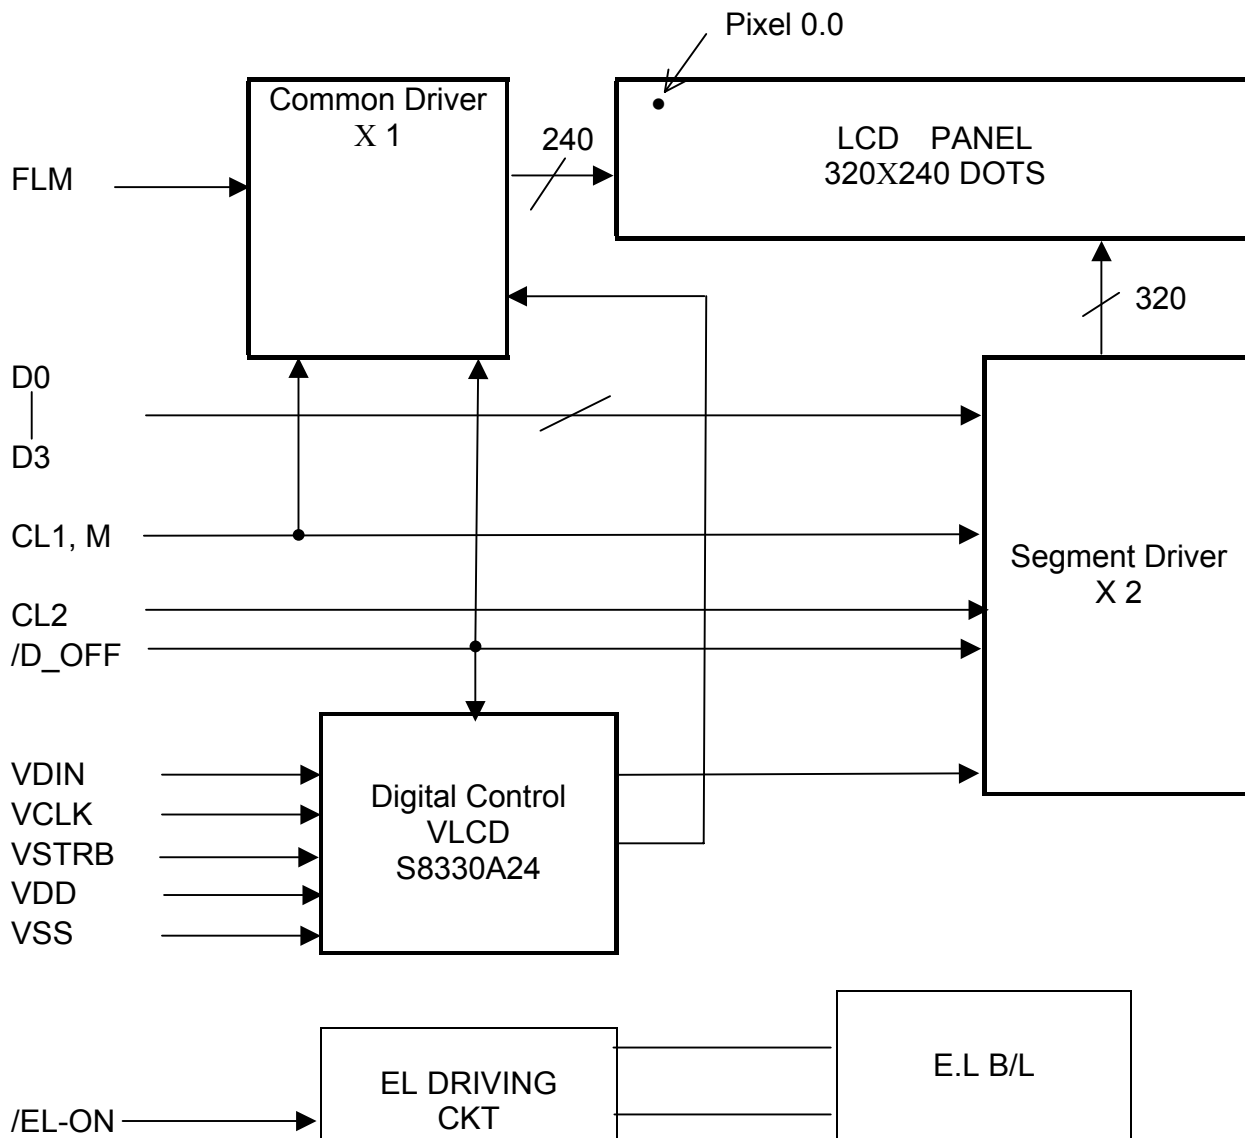 Pixel 0.0
Common Driver
X 1
240
LCD PANEL
320X240 DOTS
FLM
320
D0
D3
CL1, M
Segment Driver
X 2
CL2
/D_OFF
VDIN
VCLK
VSTRB
VDD
VSS
Digital Control
VLCD
S8330A24
EL DRIVING
CKT
E.L B/L
/EL-ON